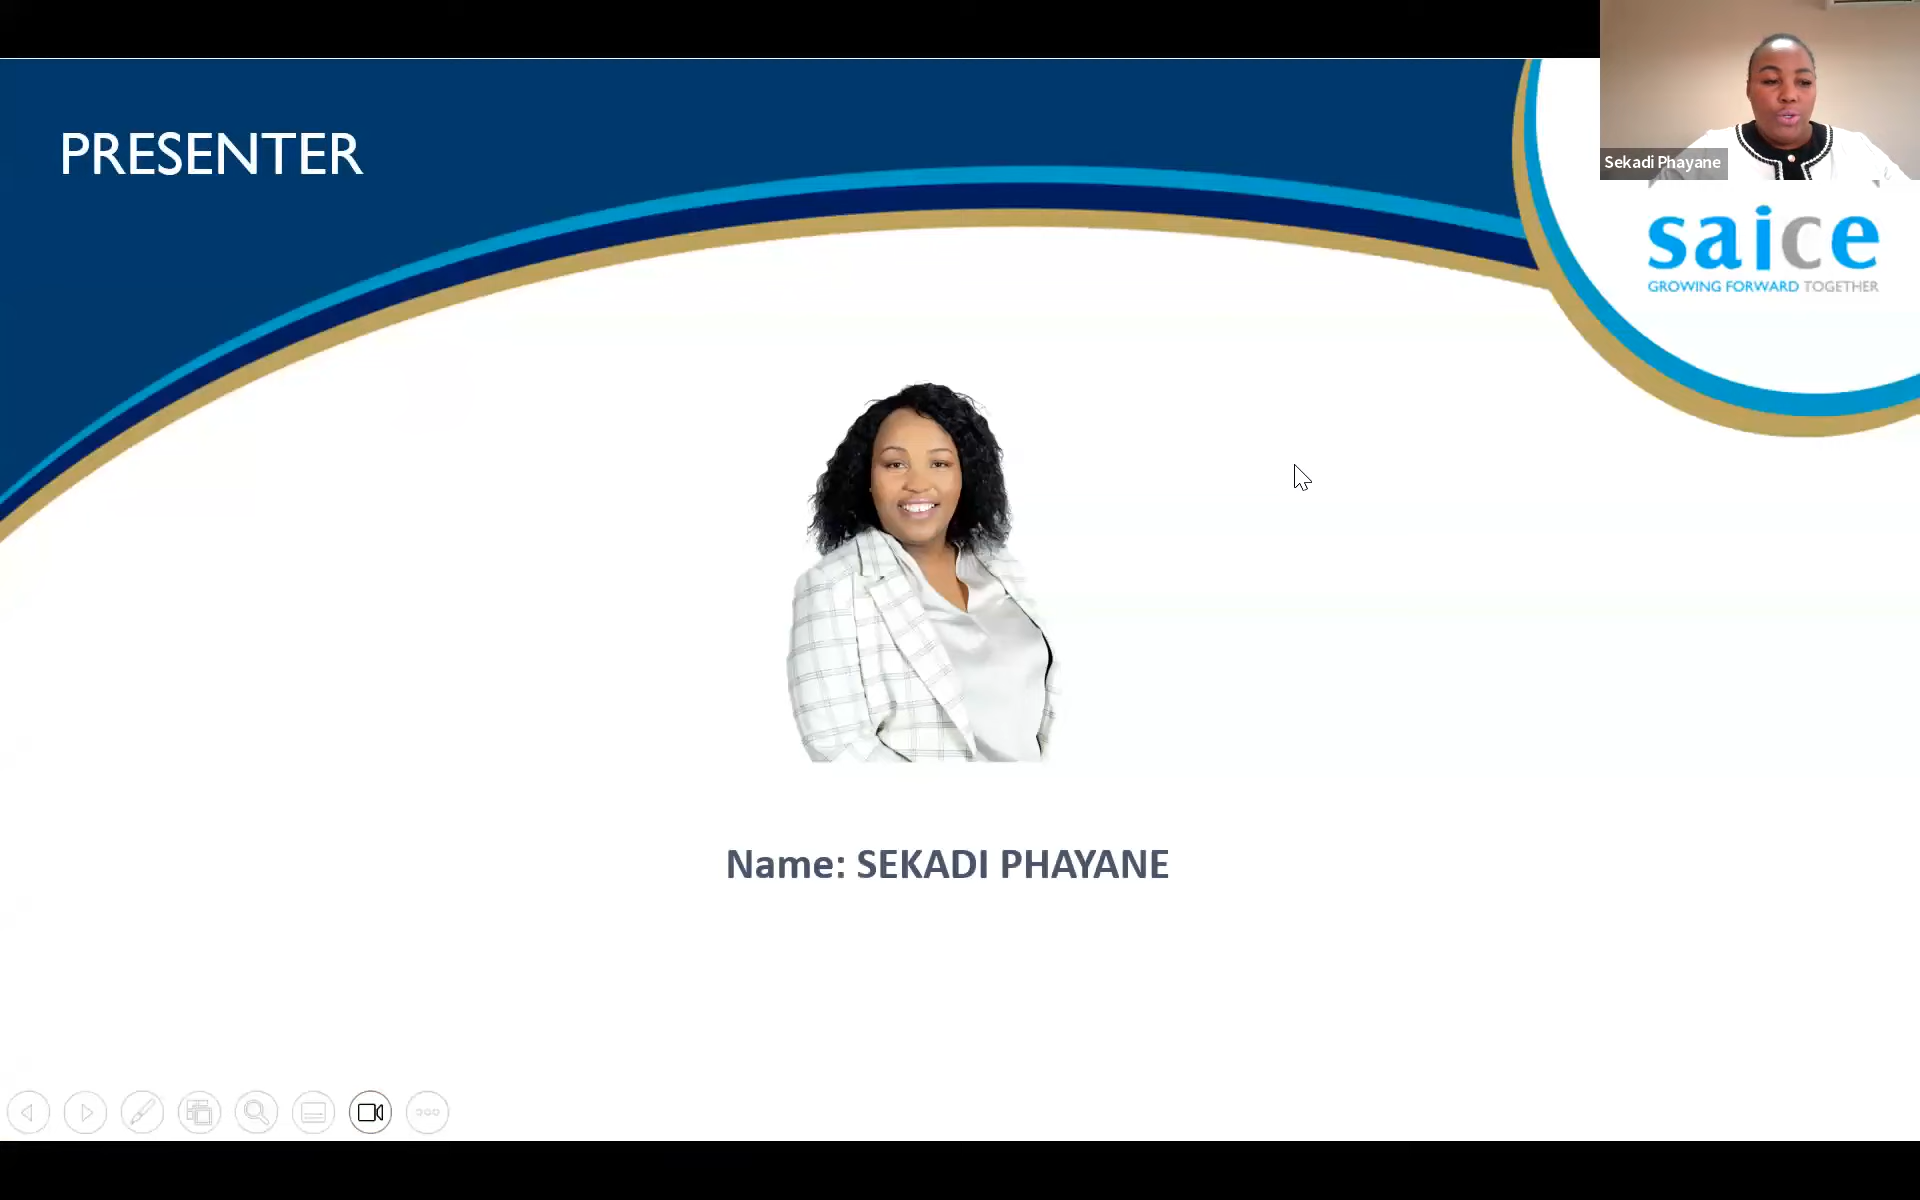 PRESENTER
Sekadi Phayane
saice
GROWING FORWARD TOGETHER
Name: SEKADI PHAYANE